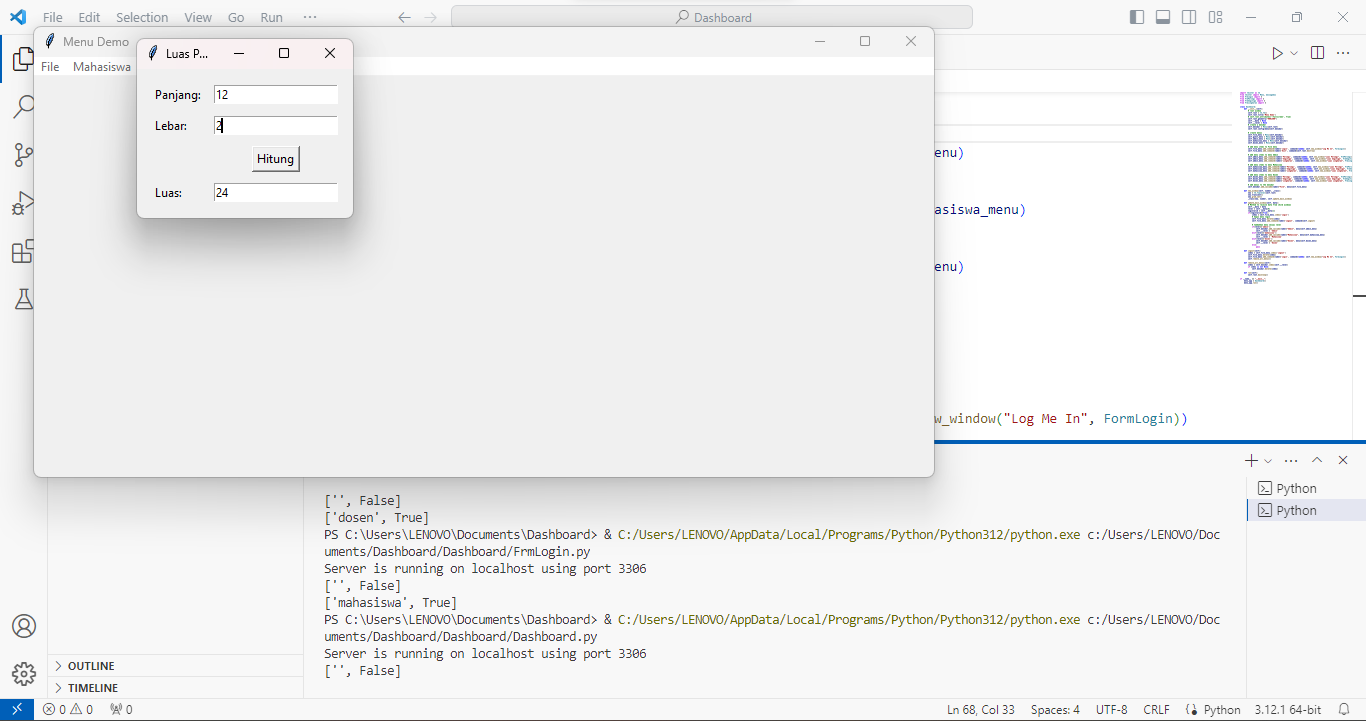 File Edit Selection View Go Run ···
Dashboard
Menu Demo
File Mahasiswa
Luas P...
Panjang: 12
Lebar: 2
Hitung
Luas: 24
enu)
asiswa_menu)
enu)
w_window("Log Me In", FormLogin))
['', False]
['dosen', True]
PS C:\Users\LENOVO\Documents\Dashboard> & C:/Users/LENOVO/AppData/Local/Programs/Python/Python312/python.exe c:/Users/LENOVO/Doc
uments/Dashboard/Dashboard/FrmLogin.py
Server is running on localhost using port 3306
['', False]
['mahasiswa', True]
PS C:\Users\LENOVO\Documents\Dashboard> & C:/Users/LENOVO/AppData/Local/Programs/Python/Python312/python.exe c:/Users/LENOVO/Doc
uments/Dashboard/Dashboard/Dashboard.py
Server is running on localhost using port 3306
['', False]
Python
Python
OUTLINE
TIMELINE
0 0 0 Ln 68, Col 33 Spaces: 4 UTF-8 CRLF Python 3.12.1 64-bit